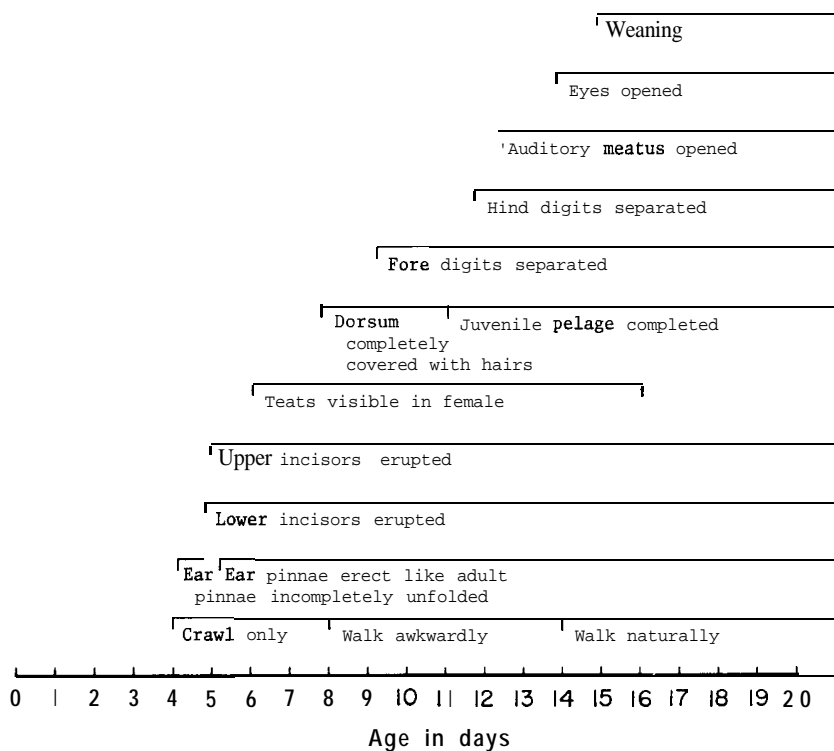 Weaning
Eyes opened
'Auditory meatus opened
Hind digits separated
Fore digits separated
Dorsum
completely
covered with hairs
Juvenile pelage completed
Teats visible in female
Upper incisors erupted
Lower incisors erupted
Ear Ear pinnae erect like adult
pinnae incompletely unfolded
Crawl only Walk awkwardly Walk naturally
0 1 2 3 4 5 6 7 8 9 10 11 12 13 14 15 16 17 18 19 20
Age in days